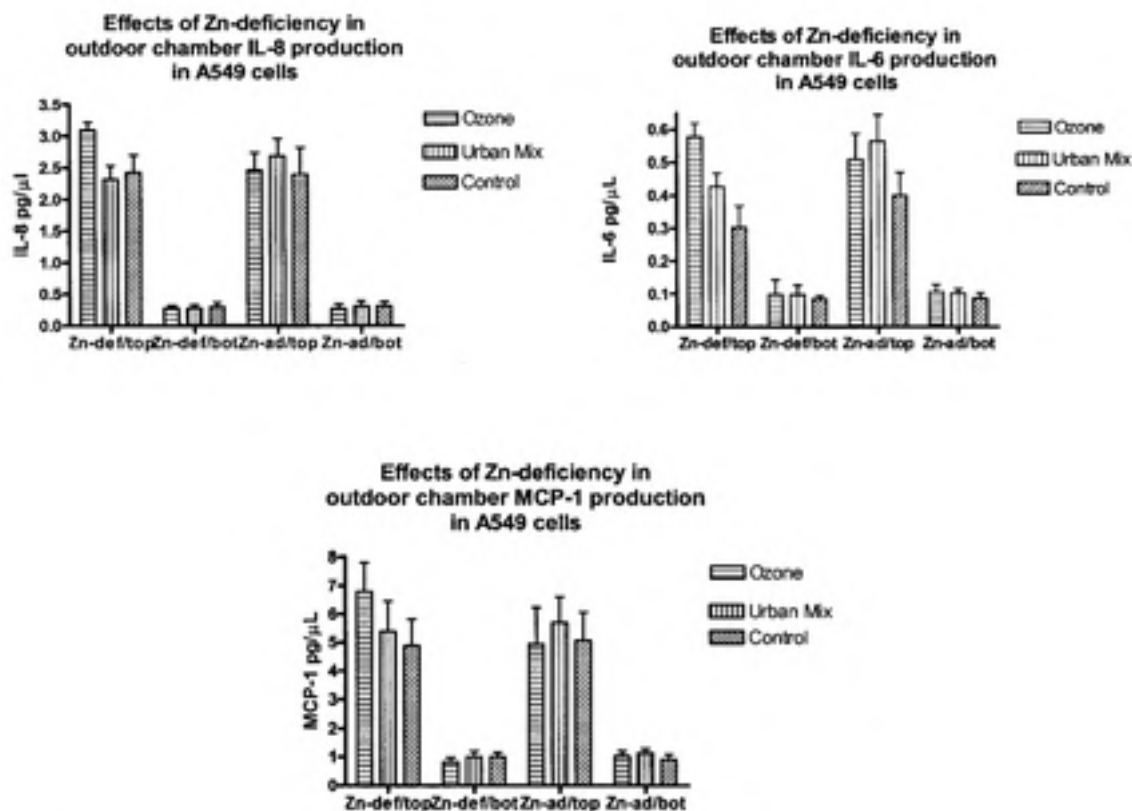 Effects of Zn-deficiency in
outdoor chamber IL-8 production
in A549 cells
3.5
3.0
2.5
2.0
1.5
1.0
0.5
0.0
IL-8 pg/µl
Zn-def/top Zn-def/bot Zn-ad/top Zn-ad/bot
Ozone
Urban Mix
Control
Effects of Zn-deficiency in
outdoor chamber IL-6 production
in A549 cells
0.6
0.5
0.4
0.3
0.2
0.1
0.0
IL-6 pg/µL
Zn-def/top Zn-def/bot Zn-ad/top Zn-ad/bot
Ozone
Urban Mix
Control
Effects of Zn-deficiency in
outdoor chamber MCP-1 production
in A549 cells
8
7
6
5
4
3
2
1
0
MCP-1 pg/µL
Zn-def/top Zn-def/bot Zn-ad/top Zn-ad/bot
Ozone
Urban Mix
Control